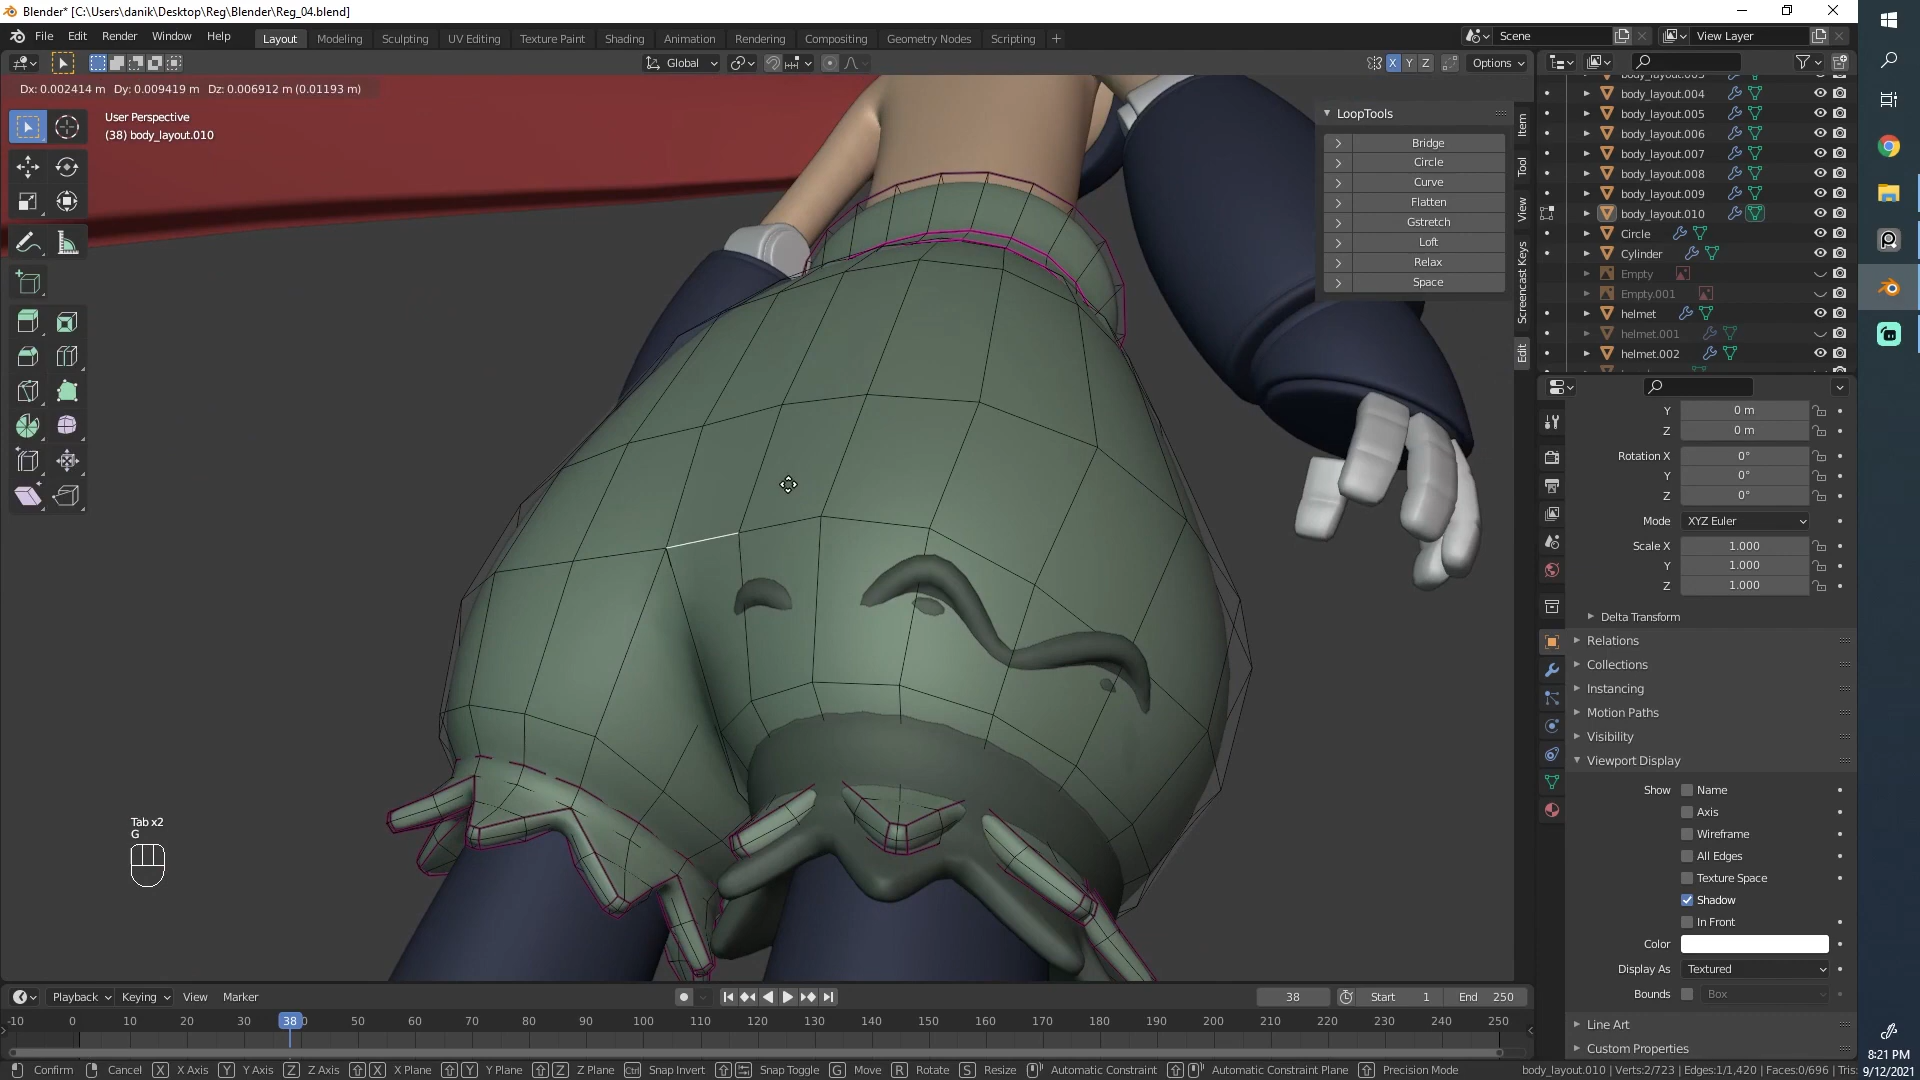 Blender* [C:\Users\danik\Desktop\Reg\Blender\Reg_04.blend]
File Edit Render Window Help Layout Modeling Sculpting UV Editing Texture Paint Shading Animation Rendering Compositing Geometry Nodes Scripting + Scene View Layer
Global X Y Z Options
Dx: 0.002414 m Dy: 0.009419 m Dz: 0.006912 m (0.01193 m)
User Perspective
(38) body_layout.010
LoopTools
Bridge
Circle
Curve
Flatten
Gstretch
Loft
Relax
Space
Item
Tool
View
Screencast Keys
Edit
body_layout.004
body_layout.005
body_layout.006
body_layout.007
body_layout.008
body_layout.009
body_layout.010
Circle
Cylinder
Empty
Empty.001
helmet
helmet.001
helmet.002
Y 0 m
Z 0 m
Rotation X 0°
Y 0°
Z 0°
Mode XYZ Euler
Scale X 1.000
Y 1.000
Z 1.000
Delta Transform
Relations
Collections
Instancing
Motion Paths
Visibility
Viewport Display
Show Name
Axis
Wireframe
All Edges
Texture Space
Shadow
In Front
Color
Display As Textured
Bounds Box
Line Art
Custom Properties
Tab x2
G
Playback Keying View Marker 38 Start 1 End 250
-10 0 10 20 38 50 60 70 80 90 100 110 120 130 140 150 160 170 180 190 200 210 220 230 240 250
Confirm Cancel X X Axis Y Y Axis Z Z Axis X X Plane Y Y Plane Z Z Plane Ctrl Snap Invert Snap Toggle G Move R Rotate S Resize Automatic Constraint Automatic Constraint Plane Precision Mode body_layout.010 | Verts:2/723 | Edges:1/1,420 | Faces:0/696 | Tris:
8:21 PM
9/12/2021